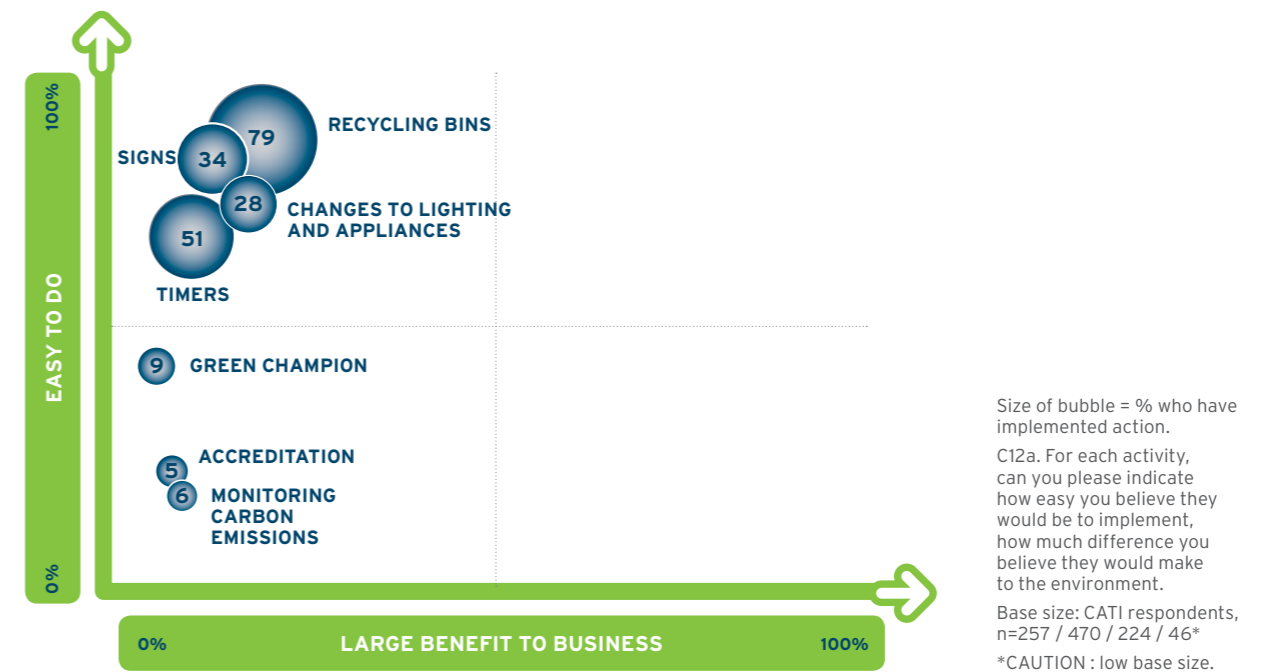 100%
EASY TO DO
0%
79
RECYCLING BINS
SIGNS
34
28
CHANGES TO LIGHTING
AND APPLIANCES
51
TIMERS
9
GREEN CHAMPION
5
ACCREDITATION
6
MONITORING
CARBON
EMISSIONS
0%
LARGE BENEFIT TO BUSINESS
100%
Size of bubble = % who have
implemented action.
C12a. For each activity,
can you please indicate
how easy you believe they
would be to implement,
how much difference you
believe they would make
to the environment.
Base size: CATI respondents,
n=257 / 470 / 224 / 46*
*CAUTION : low base size.